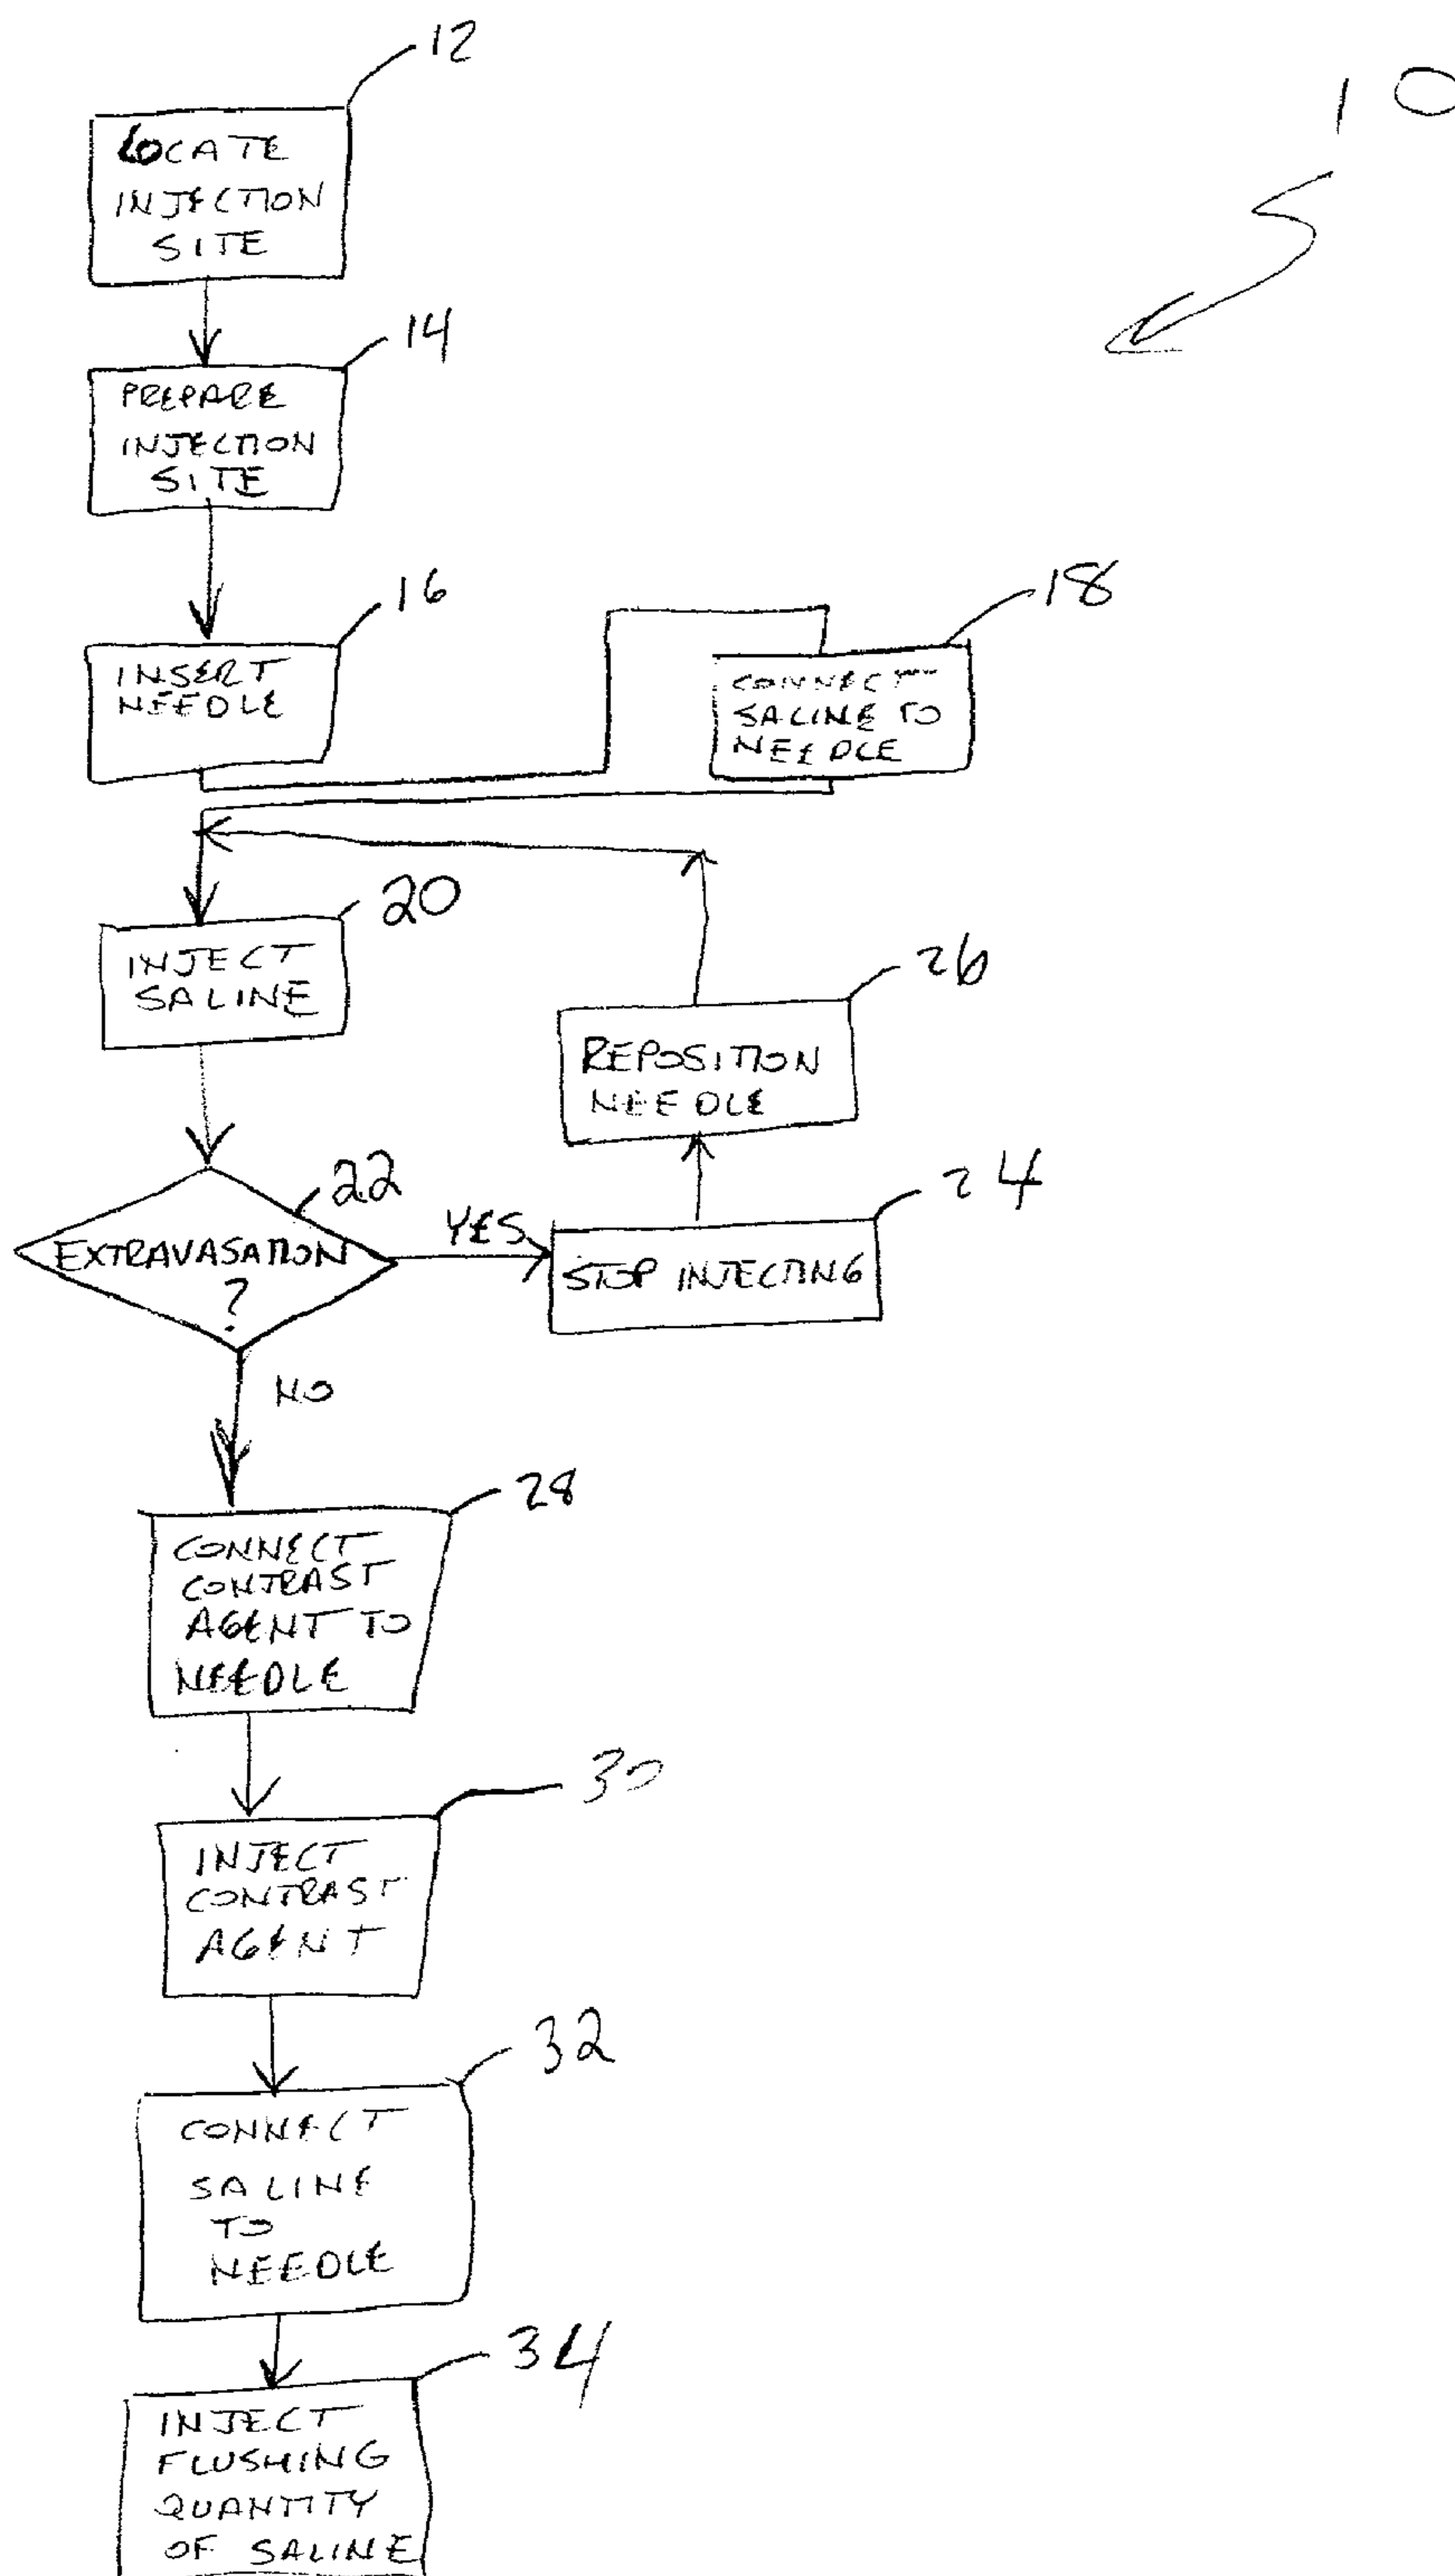 12
10
LOCATE
INJECTION
SITE
14
PREPARE
INJECTION
SITE
16
INSERT
NEEDLE
18
CONNECT
SALINE TO
NEEDLE
20
INJECT
SALINE
26
REPOSITION
NEEDLE
22
EXTRAVASATION
?
YES
24
STOP INJECTING
NO
28
CONNECT
CONTRAST
AGENT TO
NEEDLE
30
INJECT
CONTRAST
AGENT
32
CONNECT
SALINE
TO
NEEDLE
34
INJECT
FLUSHING
QUANTITY
OF SALINE